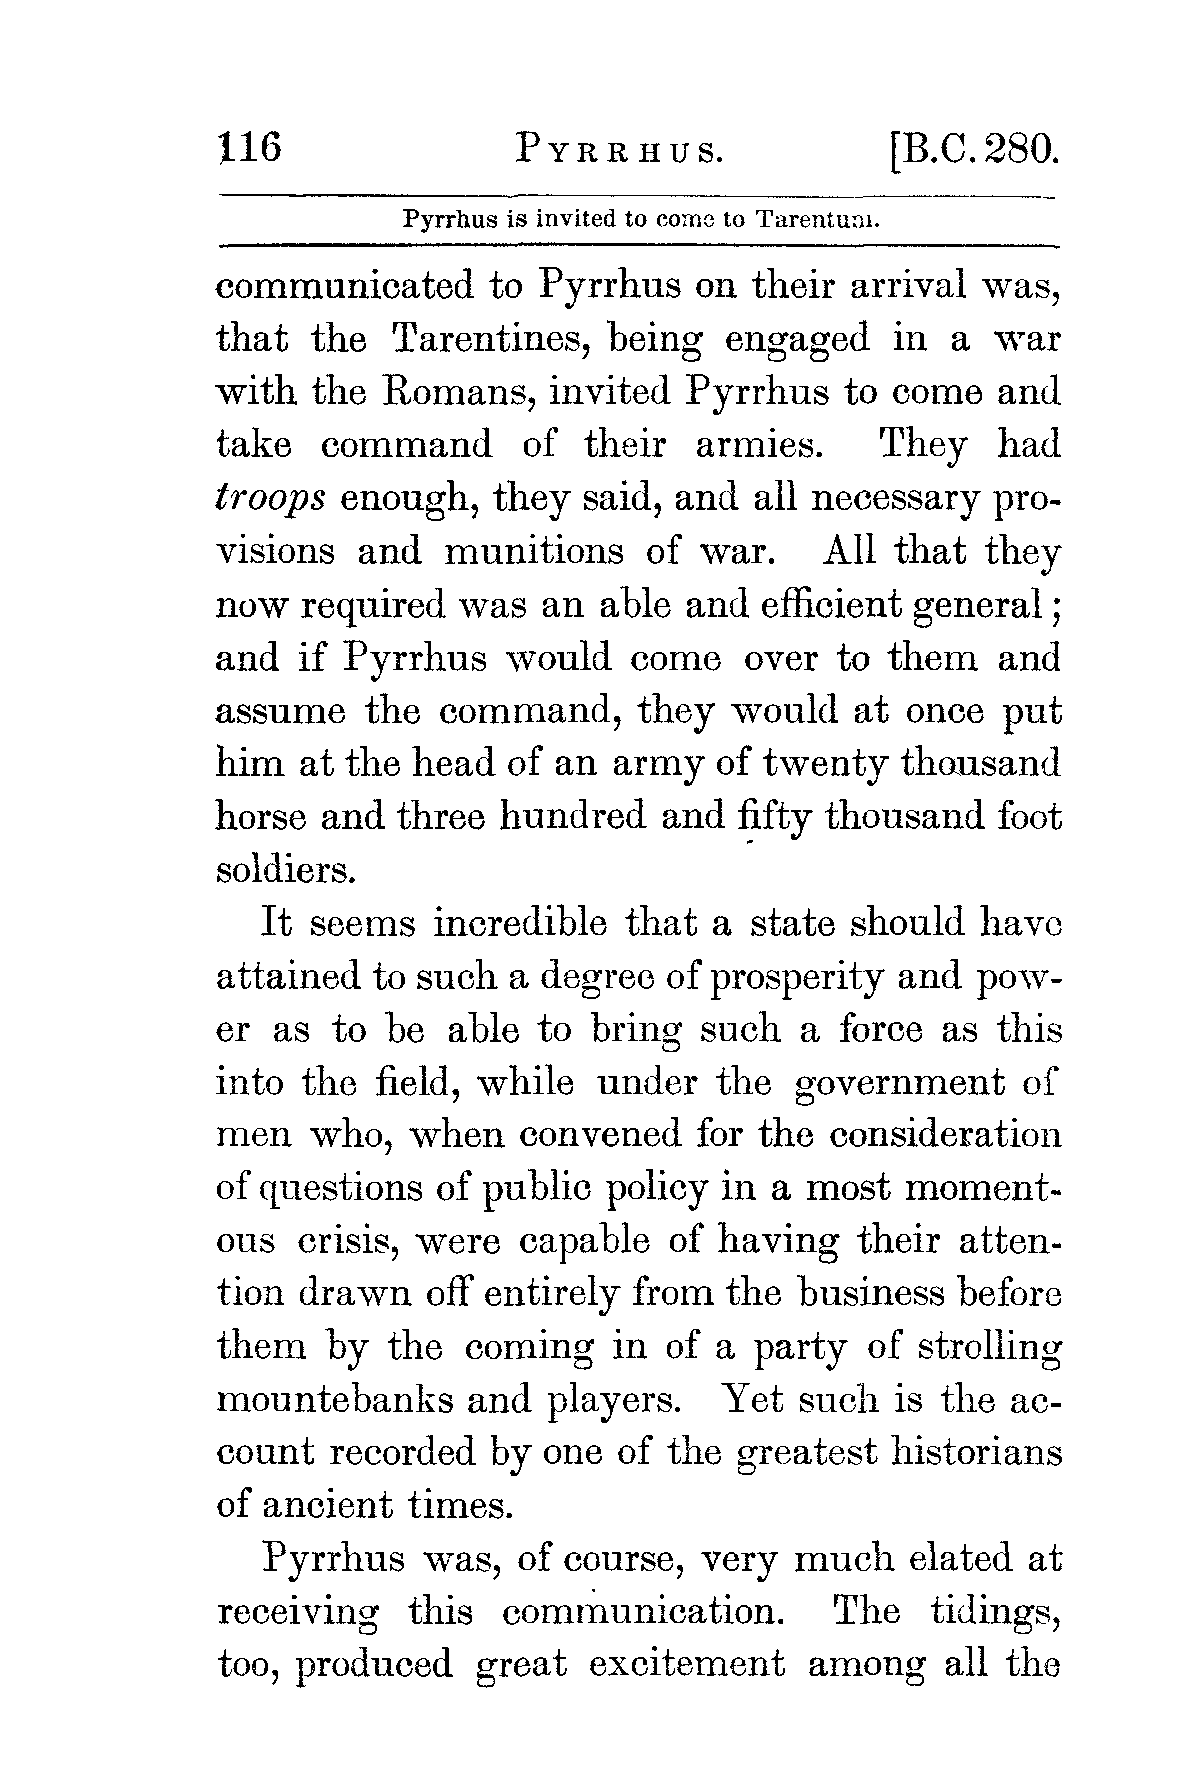 116 PYRRHUS. [B.C. 280.
Pyrrhus is invited to come to Tarentum.
communicated to Pyrrhus on their arrival was,
that the Tarentines, being engaged in a war
with the Romans, invited Pyrrhus to come and
take command of their armies. They had
troops enough, they said, and all necessary pro-
visions and munitions of war. All that they
now required was an able and efficient general;
and if Pyrrhus would come over to them and
assume the command, they would at once put
him at the head of an army of twenty thousand
horse and three hundred and fifty thousand foot
soldiers.
It seems incredible that a state should have
attained to such a degree of prosperity and pow-
er as to be able to bring such a force as this
into the field, while under the government of
men who, when convened for the consideration
of questions of public policy in a most moment-
ous crisis, were capable of having their atten-
tion drawn off entirely from the business before
them by the coming in of a party of strolling
mountebanks and players. Yet such is the ac-
count recorded by one of the greatest historians
of ancient times.
Pyrrhus was, of course, very much elated at
receiving this communication. The tidings,
too, produced great excitement among all the